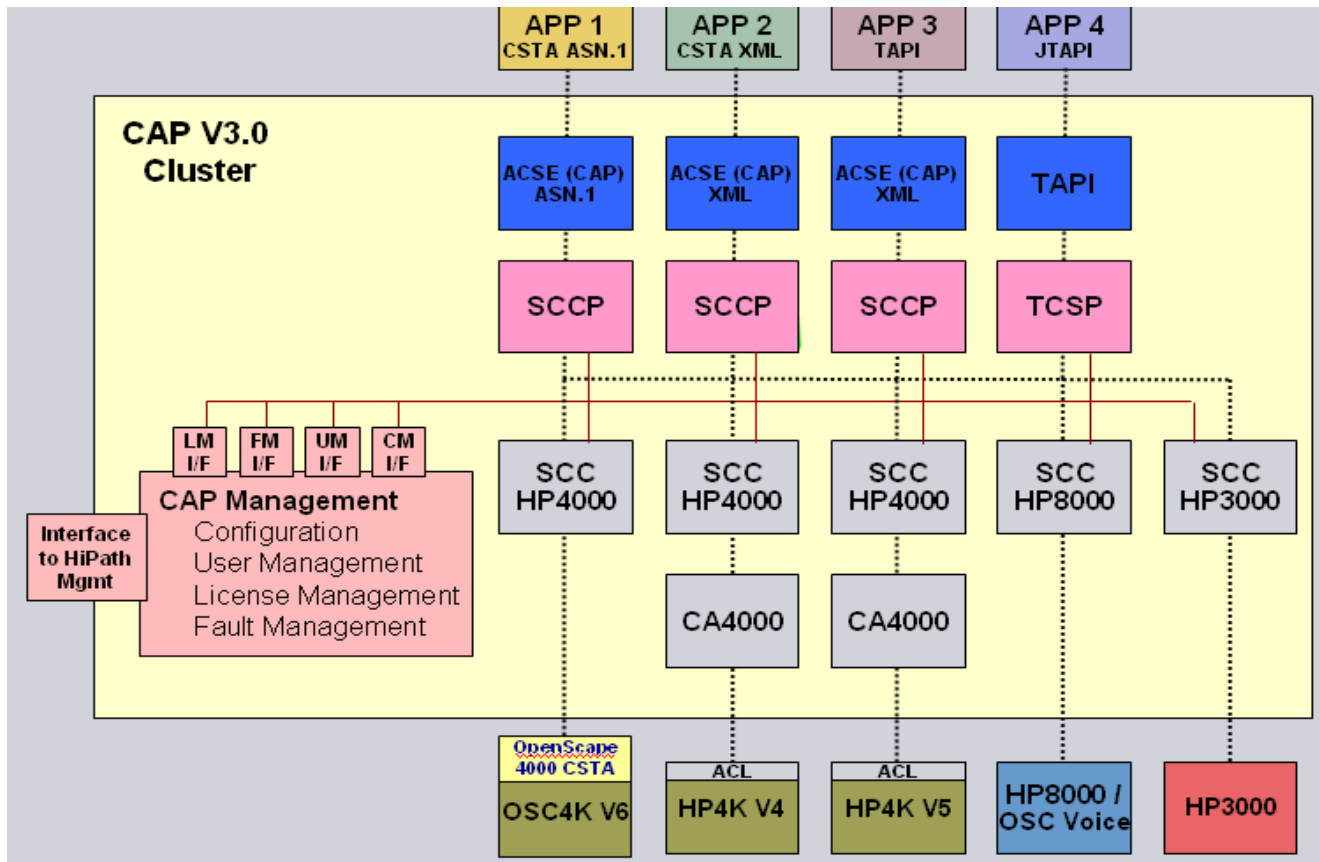 APP 1
CSTA ASN.1
APP 2
CSTA XML
APP 3
TAPI
APP 4
JTAPI
CAP V3.0
Cluster
ACSE (CAP)
ASN.1
ACSE (CAP)
XML
ACSE (CAP)
XML
TAPI
SCCP
SCCP
SCCP
TCSP
LM
I/F
FM
I/F
UM
I/F
CM
I/F
CAP Management
Configuration
User Management
License Management
Fault Management
Interface
to HiPath
Mgmt
SCC
HP4000
SCC
HP4000
SCC
HP4000
SCC
HP8000
SCC
HP3000
CA4000
CA4000
OpenScape
4000 CSTA
OSC4K V6
ACL
HP4K V4
ACL
HP4K V5
HP8000 /
OSC Voice
HP3000